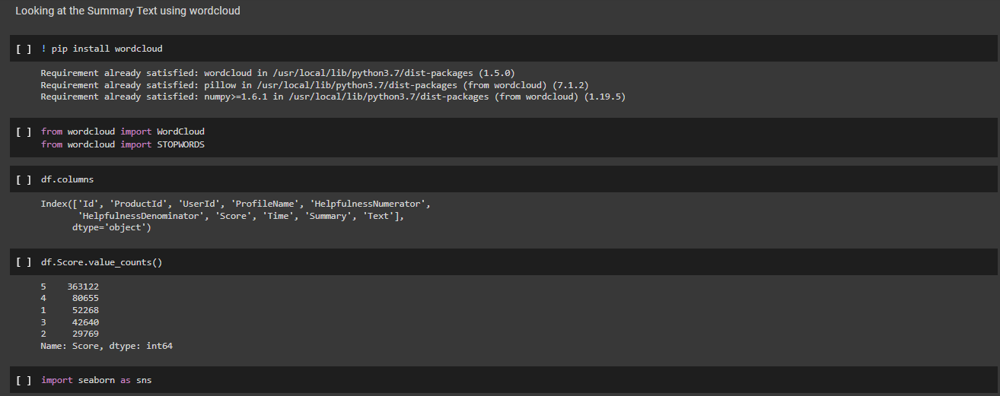 Looking at the Summary Text using wordcloud
[ ] ! pip install wordcloud
Requirement already satisfied: wordcloud in /usr/local/lib/python3.7/dist-packages (1.5.0)
Requirement already satisfied: pillow in /usr/local/lib/python3.7/dist-packages (from wordcloud) (7.1.2)
Requirement already satisfied: numpy>=1.6.1 in /usr/local/lib/python3.7/dist-packages (from wordcloud) (1.19.5)
[ ] from wordcloud import WordCloud
from wordcloud import STOPWORDS
[ ] df.columns
Index(['Id', 'ProductId', 'UserId', 'ProfileName', 'HelpfulnessNumerator',
'HelpfulnessDenominator', 'Score', 'Time', 'Summary', 'Text'],
dtype='object')
[ ] df.Score.value_counts()
5    363122
4     80655
1     52268
3     42640
2     29769
Name: Score, dtype: int64
[ ] import seaborn as sns